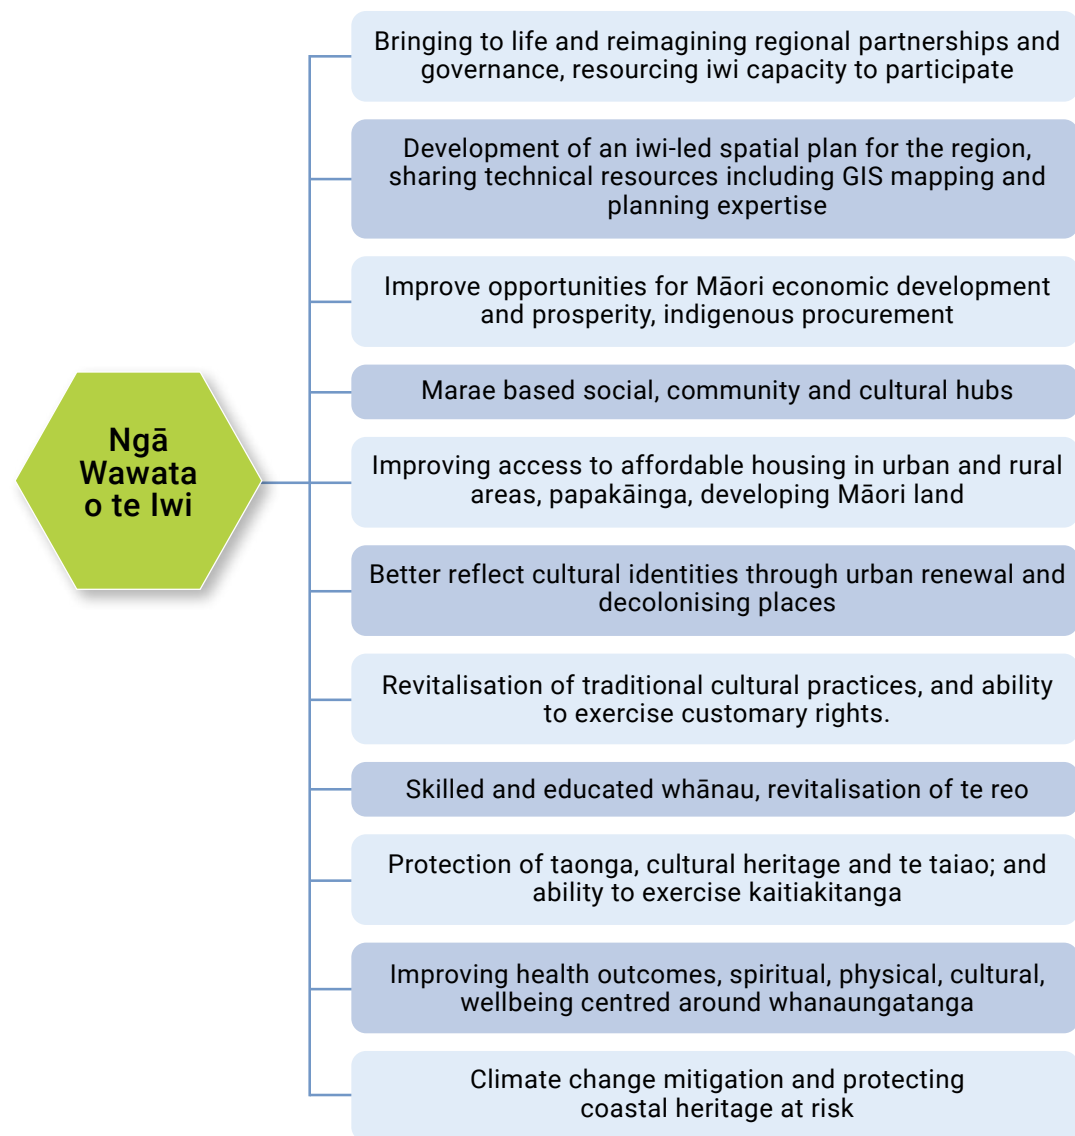 Bringing to life and reimagining regional partnerships and
governance, resourcing iwi capacity to participate
Development of an iwi-led spatial plan for the region,
sharing technical resources including GIS mapping and
planning expertise
Improve opportunities for Māori economic development
and prosperity, indigenous procurement
Marae based social, community and cultural hubs
Ngā
Wawata
o te Iwi
Improving access to affordable housing in urban and rural
areas, papakāinga, developing Māori land
Better reflect cultural identities through urban renewal and
decolonising places
Revitalisation of traditional cultural practices, and ability
to exercise customary rights.
Skilled and educated whānau, revitalisation of te reo
Protection of taonga, cultural heritage and te taiao; and
ability to exercise kaitiakitanga
Improving health outcomes, spiritual, physical, cultural,
wellbeing centred around whanaungatanga
Climate change mitigation and protecting
coastal heritage at risk